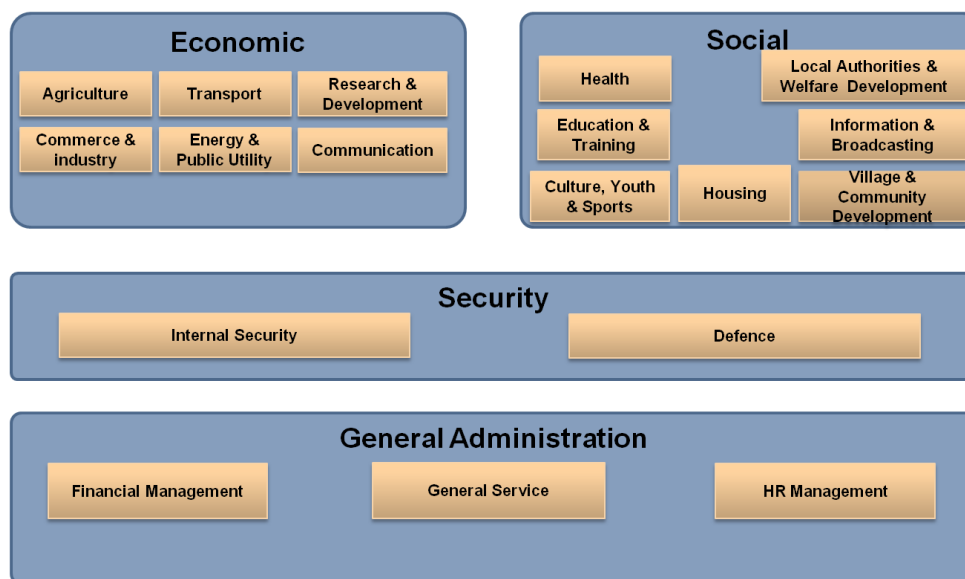 Economic
Agriculture
Transport
Research &
Development
Commerce &
industry
Energy &
Public Utility
Communication
Social
Health
Local Authorities &
Welfare Development
Education &
Training
Information &
Broadcasting
Culture, Youth
& Sports
Housing
Village &
Community
Development
Security
Internal Security
Defence
General Administration
Financial Management
General Service
HR Management